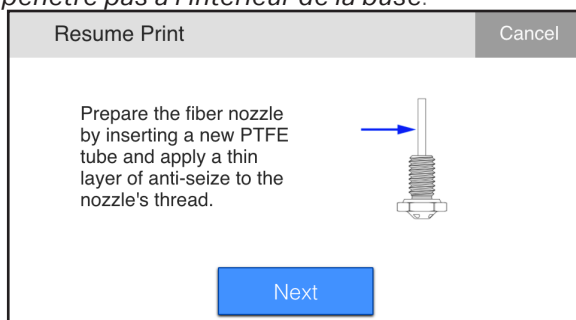 pénètre pas à l'intérieur de la base.
Resume Print
Cancel
Prepare the fiber nozzle
by inserting a new PTFE
tube and apply a thin
layer of anti-seize to the
nozzle's thread.
Next